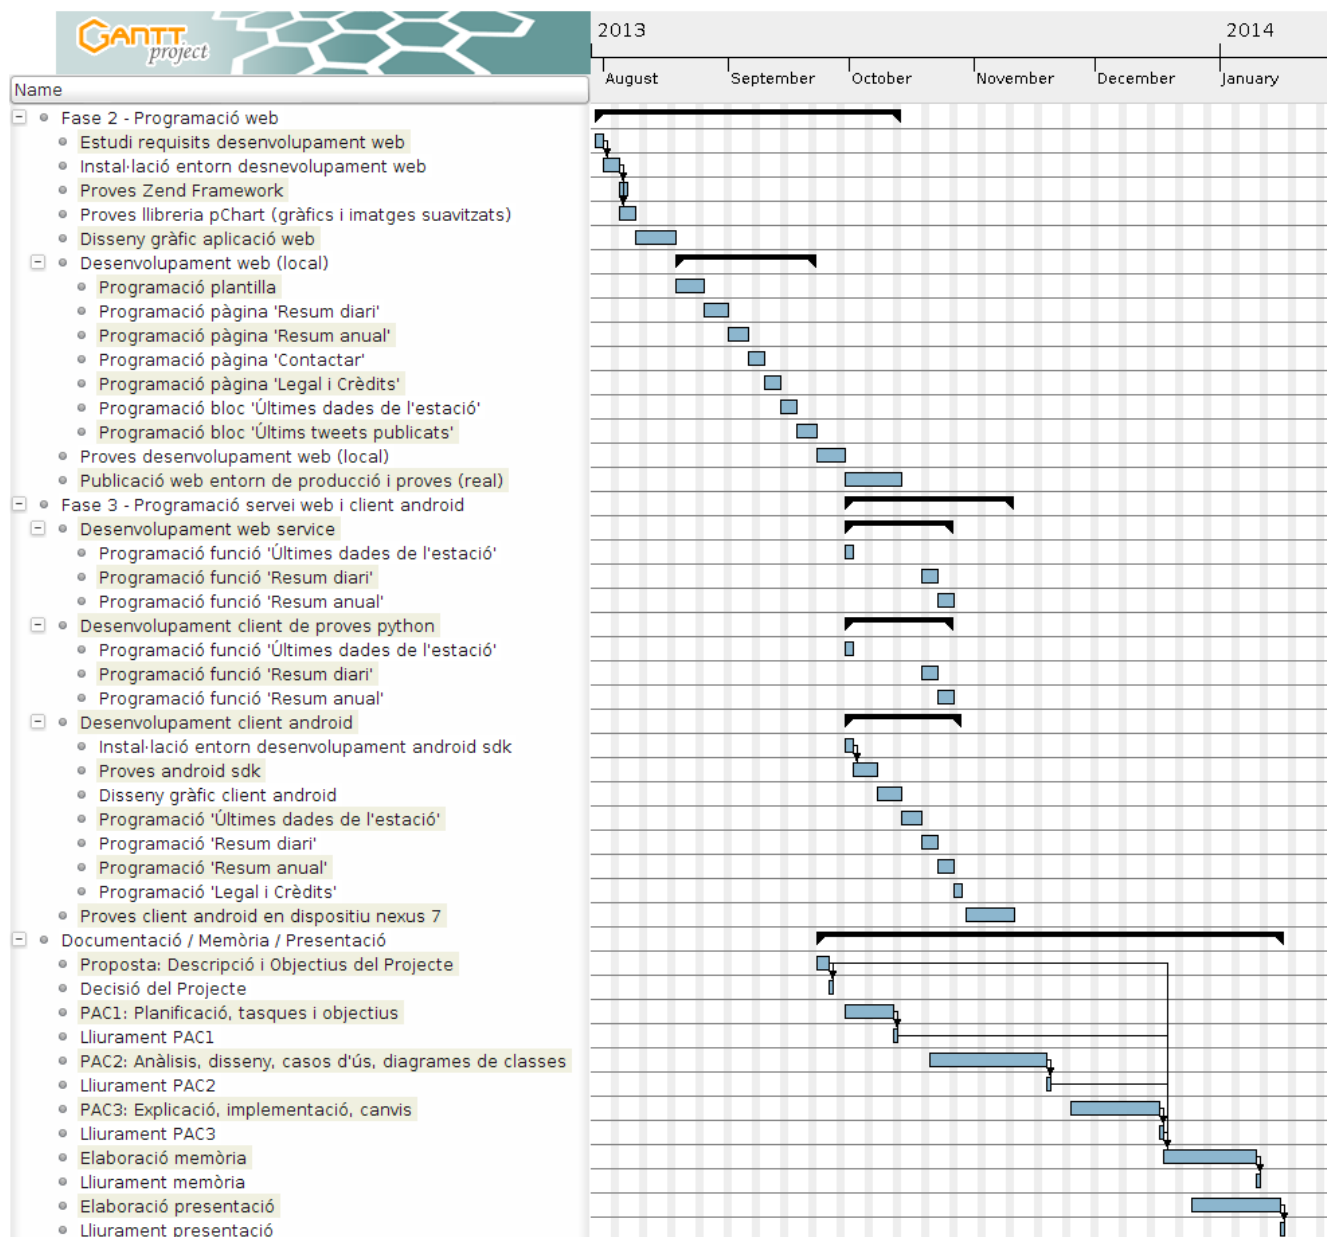 GANTT
project
2013
2014
August
September
October
November
December
January
Name
Fase 2 - Programació web
Estudi requisits desenvolupament web
Instal·lació entorn desnevolupament web
Proves Zend Framework
Proves llibreria pChart (gràfics i imatges suavitzats)
Disseny gràfic aplicació web
Desenvolupament web (local)
Programació plantilla
Programació pàgina 'Resum diari'
Programació pàgina 'Resum anual'
Programació pàgina 'Contactar'
Programació pàgina 'Legal i Crèdits'
Programació bloc 'Últimes dades de l'estació'
Programació bloc 'Últims tweets publicats'
Proves desenvolupament web (local)
Publicació web entorn de producció i proves (real)
Fase 3 - Programació servei web i client android
Desenvolupament web service
Programació funció 'Últimes dades de l'estació'
Programació funció 'Resum diari'
Programació funció 'Resum anual'
Desenvolupament client de proves python
Programació funció 'Últimes dades de l'estació'
Programació funció 'Resum diari'
Programació funció 'Resum anual'
Desenvolupament client android
Instal·lació entorn desenvolupament android sdk
Proves android sdk
Disseny gràfic client android
Programació 'Últimes dades de l'estació'
Programació 'Resum diari'
Programació 'Resum anual'
Programació 'Legal i Crèdits'
Proves client android en dispositiu nexus 7
Documentació / Memòria / Presentació
Proposta: Descripció i Objectius del Projecte
Decisió del Projecte
PAC1: Planificació, tasques i objectius
Lliurament PAC1
PAC2: Anàlisis, disseny, casos d'ús, diagrames de classes
Lliurament PAC2
PAC3: Explicació, implementació, canvis
Lliurament PAC3
Elaboració memòria
Lliurament memòria
Elaboració presentació
Lliurament presentació